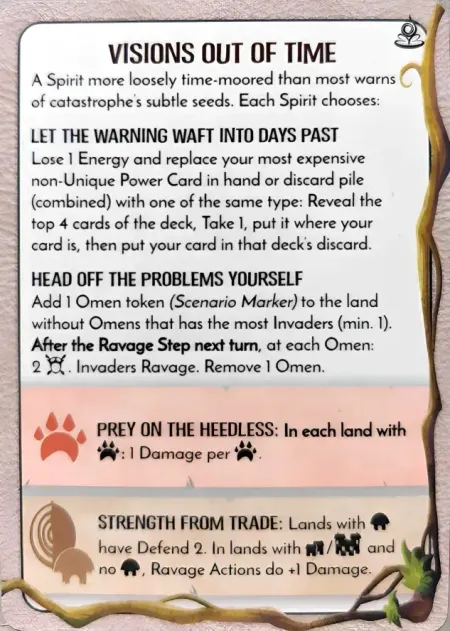 VISIONS OUT OF TIME
A Spirit more loosely time-moored than most warns
of catastrophe's subtle seeds. Each Spirit chooses:
LET THE WARNING WAFT INTO DAYS PAST
Lose 1 Energy and replace your most expensive
non-Unique Power Card in hand or discard pile
(combined) with one of the same type: Reveal the
top 4 cards of the deck, Take 1, put it where your
card is, then put your card in that deck's discard.
HEAD OFF THE PROBLEMS YOURSELF
Add 1 Omen token (Scenario Marker) to the land
without Omens that has the most Invaders (min. 1).
After the Ravage Step next turn, at each Omen:
2 . Invaders Ravage. Remove 1 Omen.
PREY ON THE HEEDLESS: In each land with
: 1 Damage per .
STRENGTH FROM TRADE: Lands with
have Defend 2. In lands with / and
no , Ravage Actions do +1 Damage.